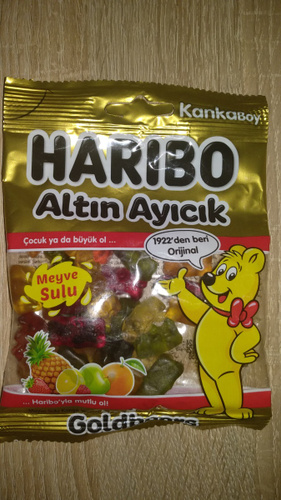 KankaBoy
HARIBO
Altın Ayıcık
Çocuk ya da büyük ol ...
1922'den beri
Orijinal
Meyve
Sulu
... Haribo'yla mutlu ol!
Goldbears